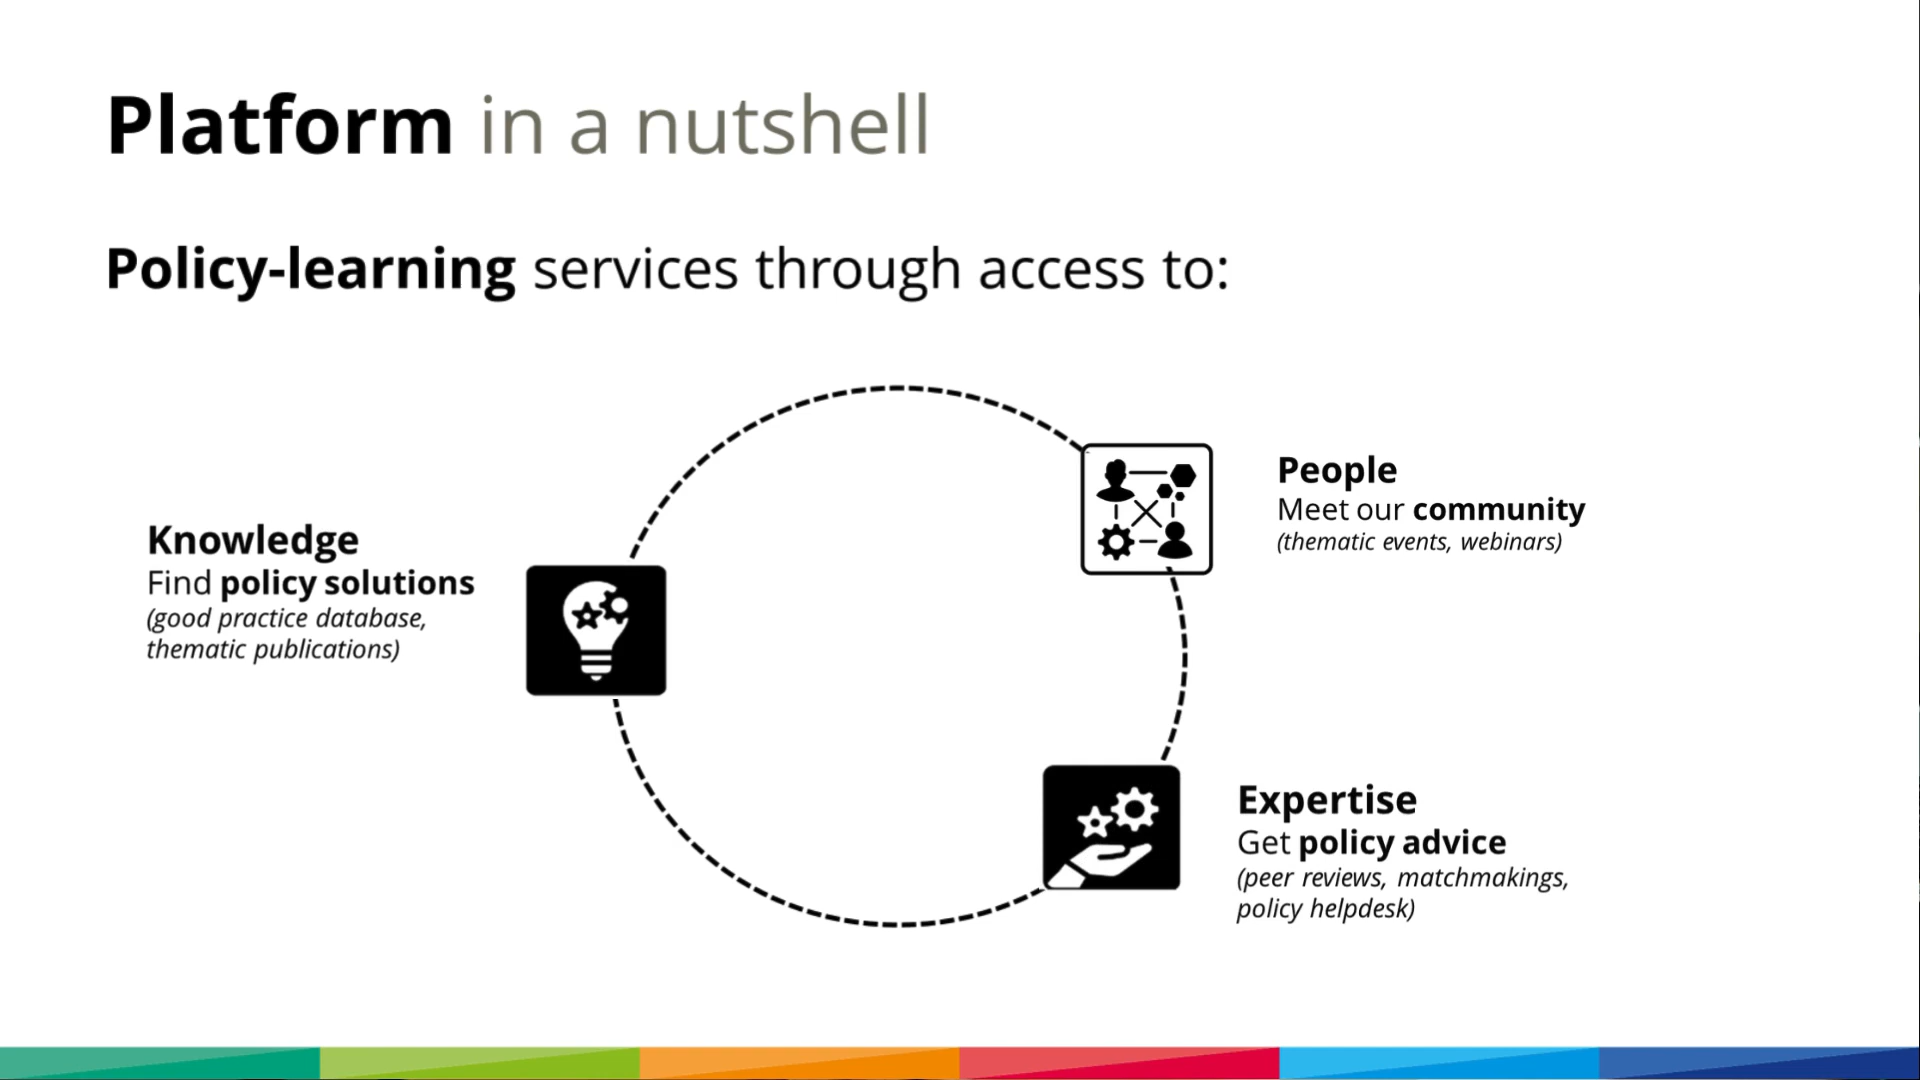 Platform in a nutshell
Policy-learning services through access to:
Knowledge
Find policy solutions
(good practice database,
thematic publications)
People
Meet our community
(thematic events, webinars)
Expertise
Get policy advice
(peer reviews, matchmakings,
policy helpdesk)